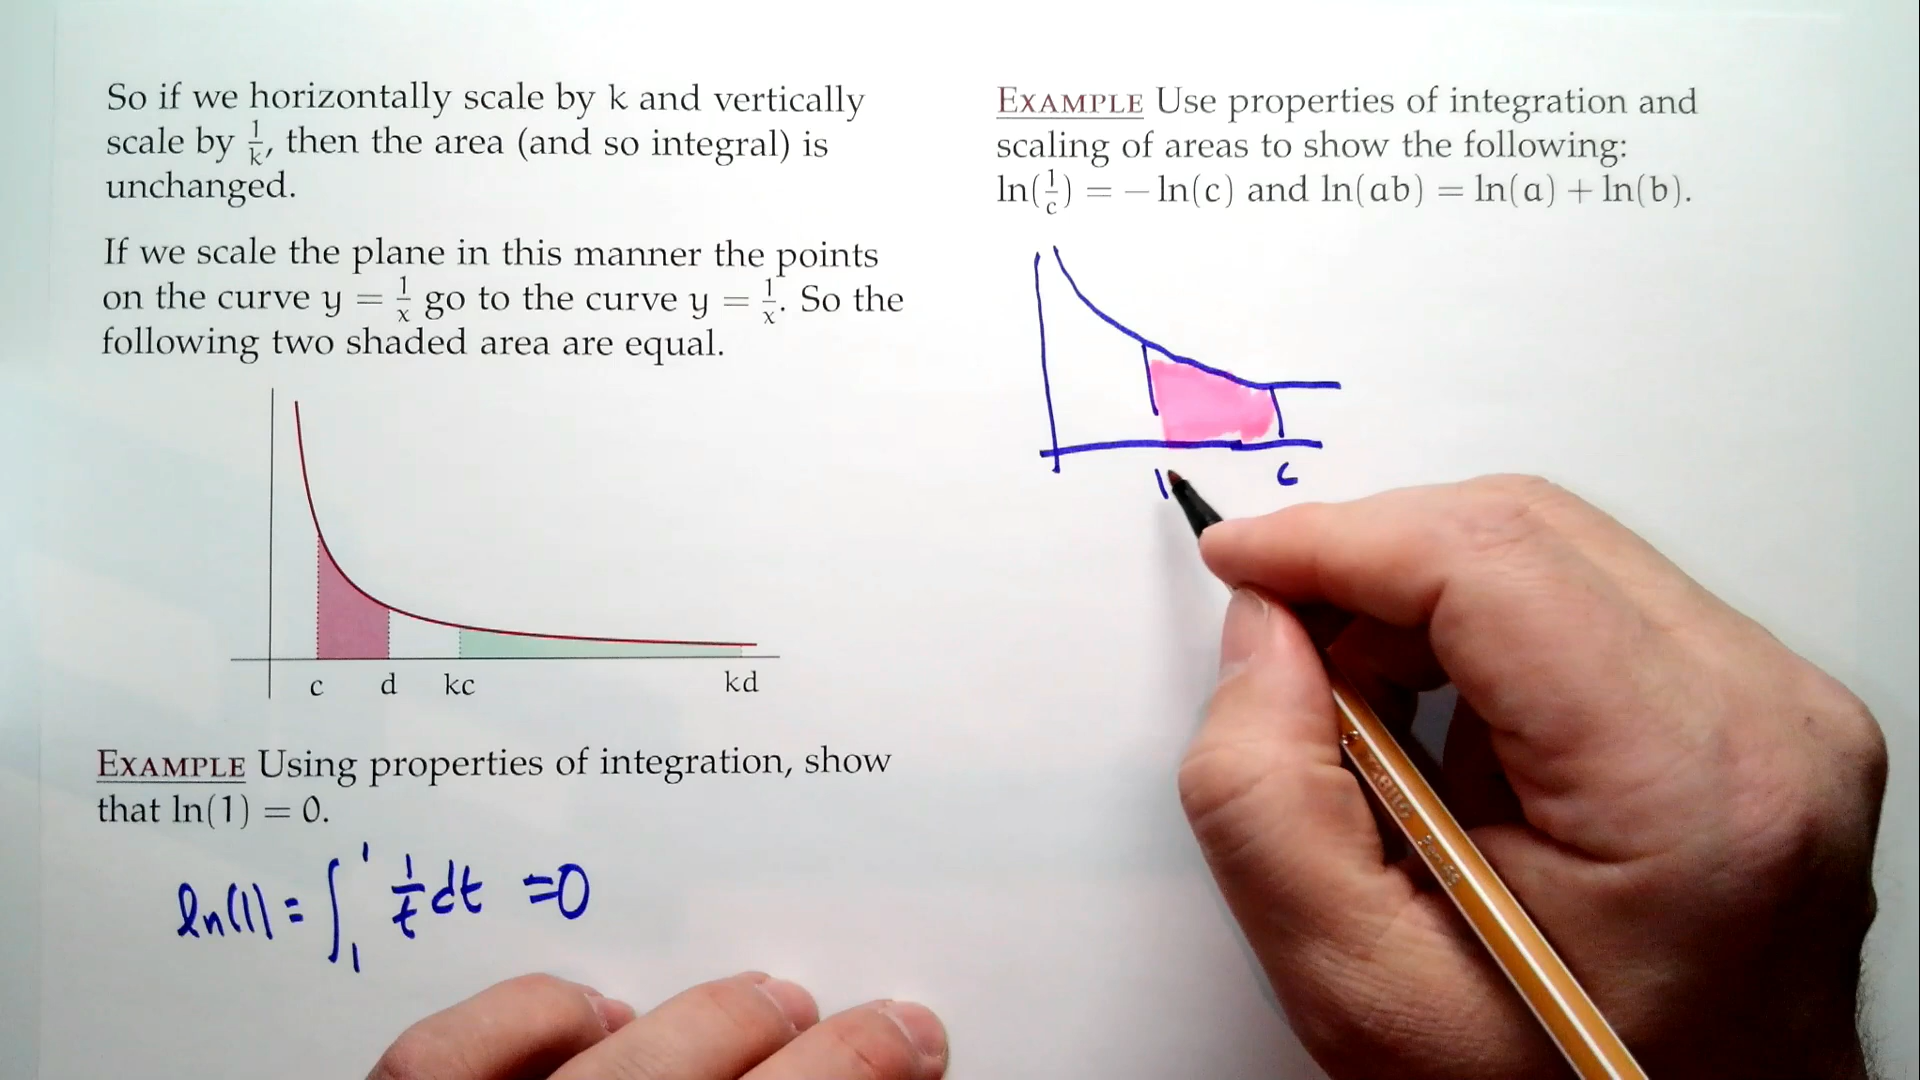 So if we horizontally scale by k and vertically
scale by 1/k, then the area (and so integral) is
unchanged.
If we scale the plane in this manner the points
on the curve y = 1/x go to the curve y = 1/x. So the
following two shaded area are equal.
c d kc kd
EXAMPLE Using properties of integration, show
that ln(1) = 0.
ln(1) = ∫₁¹ 1/t dt = 0
EXAMPLE Use properties of integration and
scaling of areas to show the following:
ln(1/c) = − ln(c) and ln(ab) = ln(a) + ln(b).
1 c